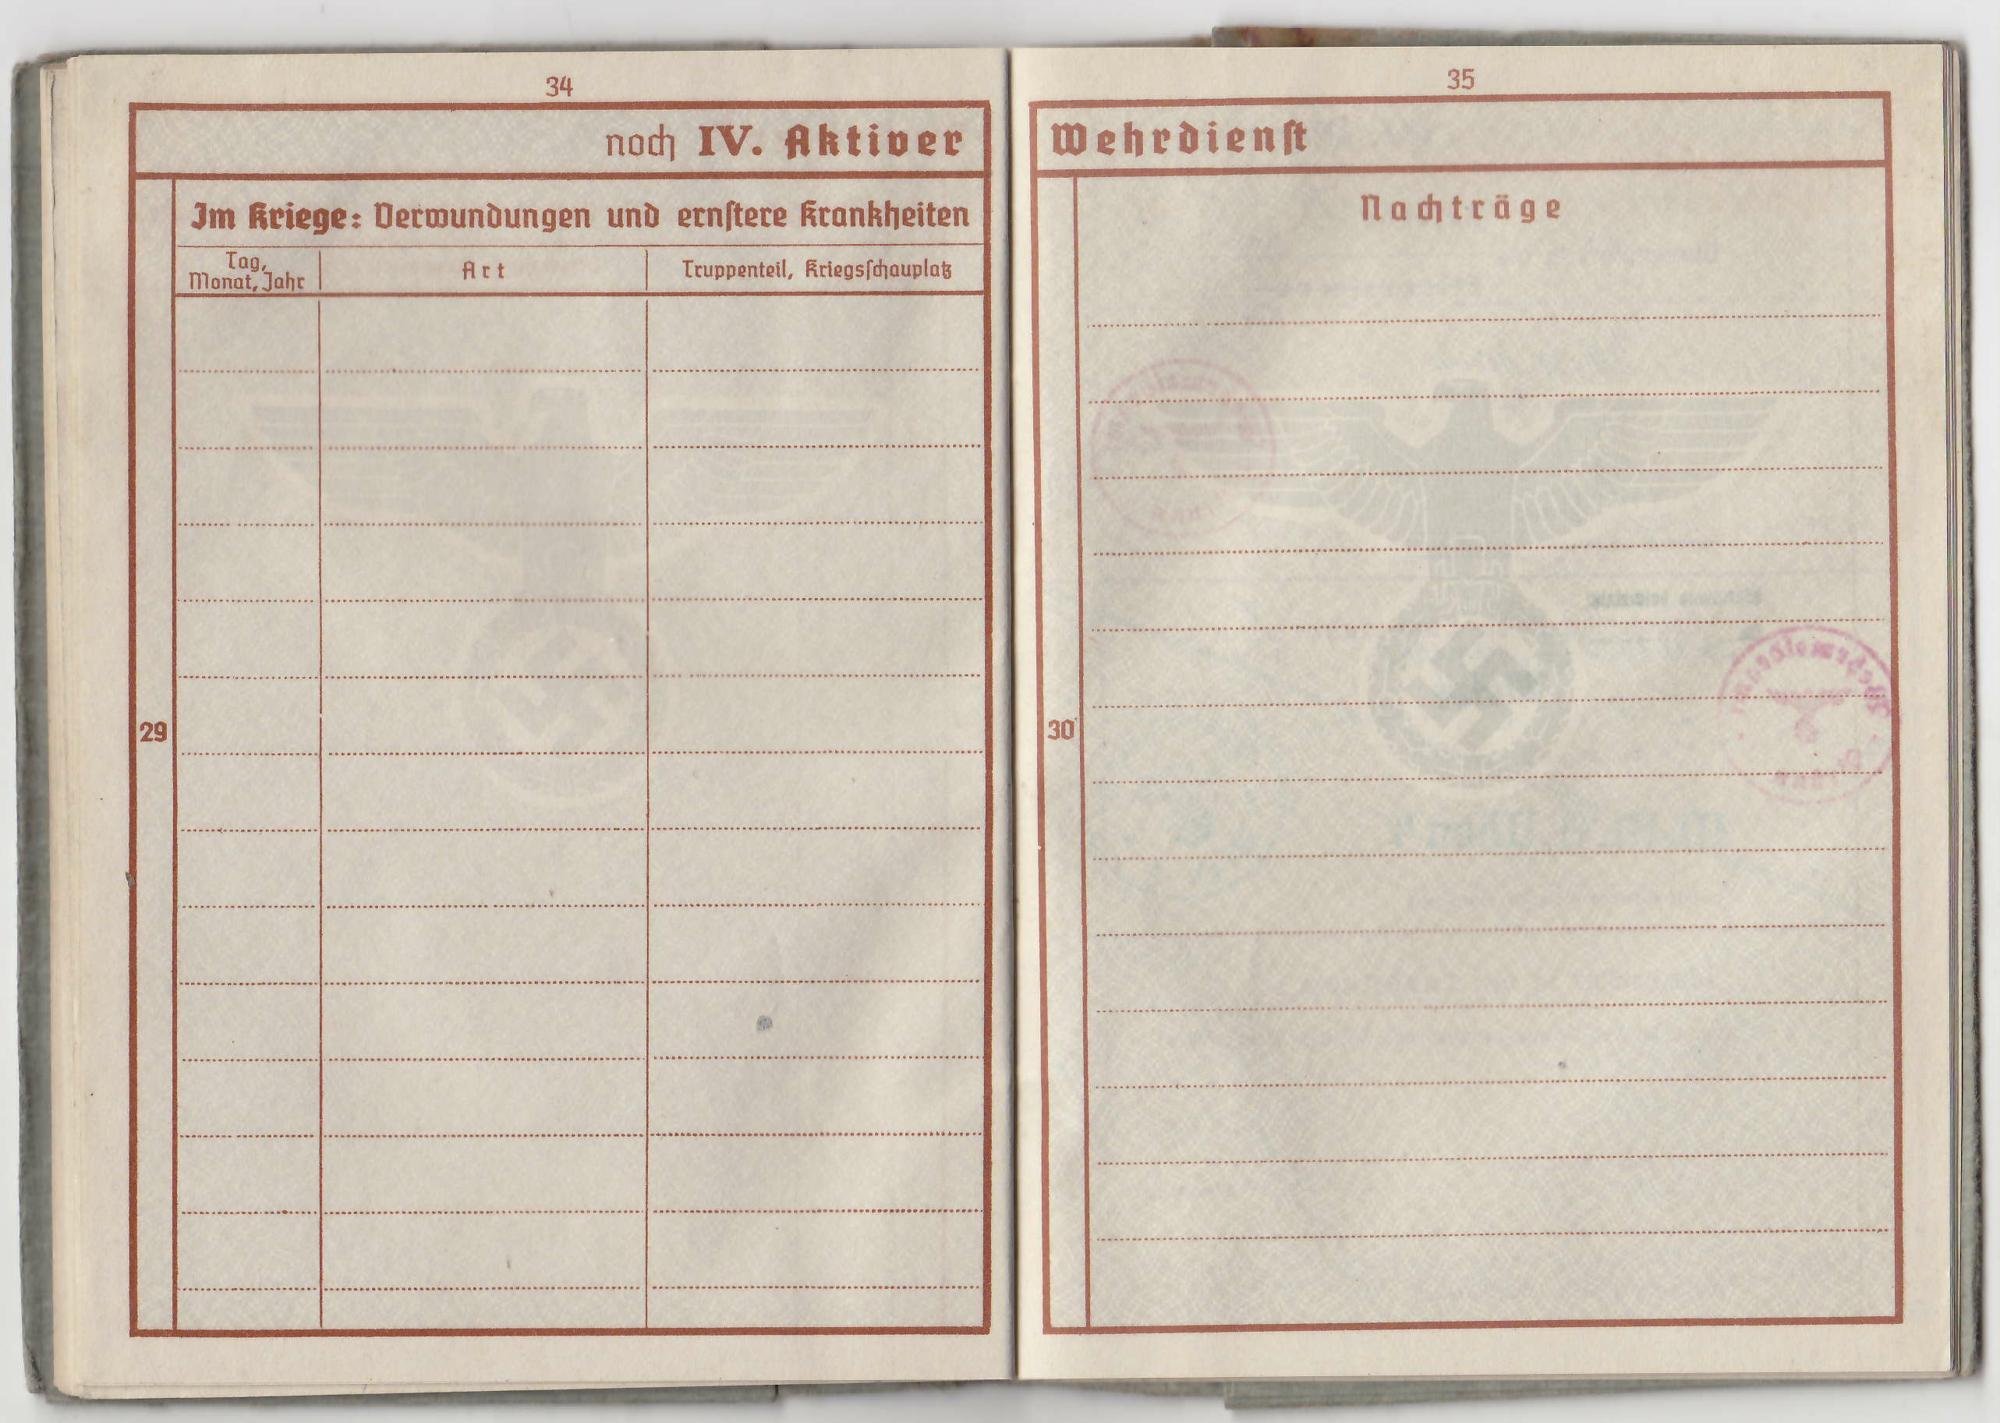 34
noch IV. Aktiver
Im Kriege: Verwundungen und ernstere Krankheiten
Tag,
Monat, Jahr
Art
Truppenteil, Kriegsschauplatz
29
35
Wehrdienst
Nachträge
30